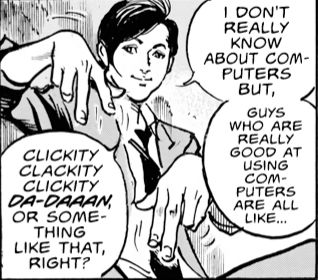 I DON'T
REALLY
KNOW
ABOUT COM-
PUTERS
BUT,
GUYS
WHO ARE
REALLY
GOOD AT
USING
COM-
PUTERS
ARE ALL
LIKE...
CLICKITY
CLACKITY
CLICKITY
DA-DAAAN,
OR SOME-
THING
LIKE THAT,
RIGHT?